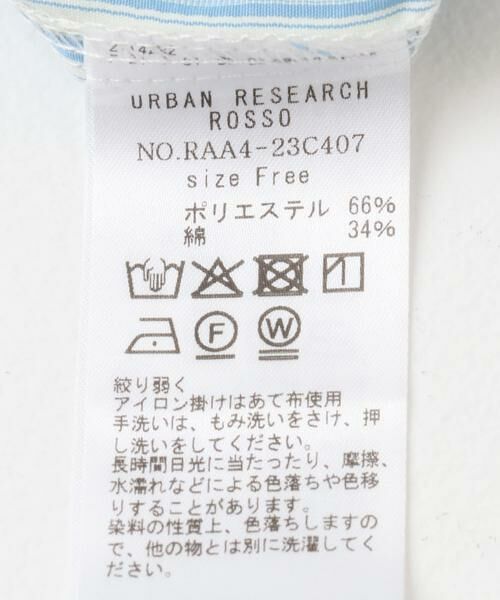 URBAN RESEARCH
ROSSO
NO.RAA4-23C407
size Free
ポリエステル 66%
綿 34%
F W
絞り弱く
アイロン掛けはあて布使用
手洗いは、もみ洗いをさけ、押
し洗いをしてください。
長時間日光に当たったり、摩擦、
水濡れなどによる色落ちや色移
りすることがあります。
染料の性質上、色落ちしますの
で、他の物とは別に洗濯してく
ださい。